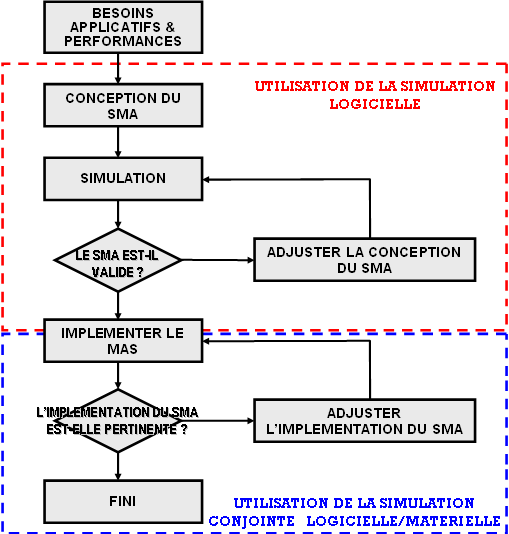 BESOINS
APPLICATIFS &
PERFORMANCES
UTILISATION DE LA SIMULATION
LOGICIELLE
CONCEPTION DU
SMA
SIMULATION
LE SMA EST-IL
VALIDE ?
ADJUSTER LA CONCEPTION
DU SMA
IMPLEMENTER LE
MAS
L'IMPLEMENTATION DU SMA
EST-ELLE PERTINENTE ?
ADJUSTER
L'IMPLEMENTATION DU SMA
FINI
UTILISATION DE LA SIMULATION
CONJOINTE LOGICIELLE/MATERIELLE